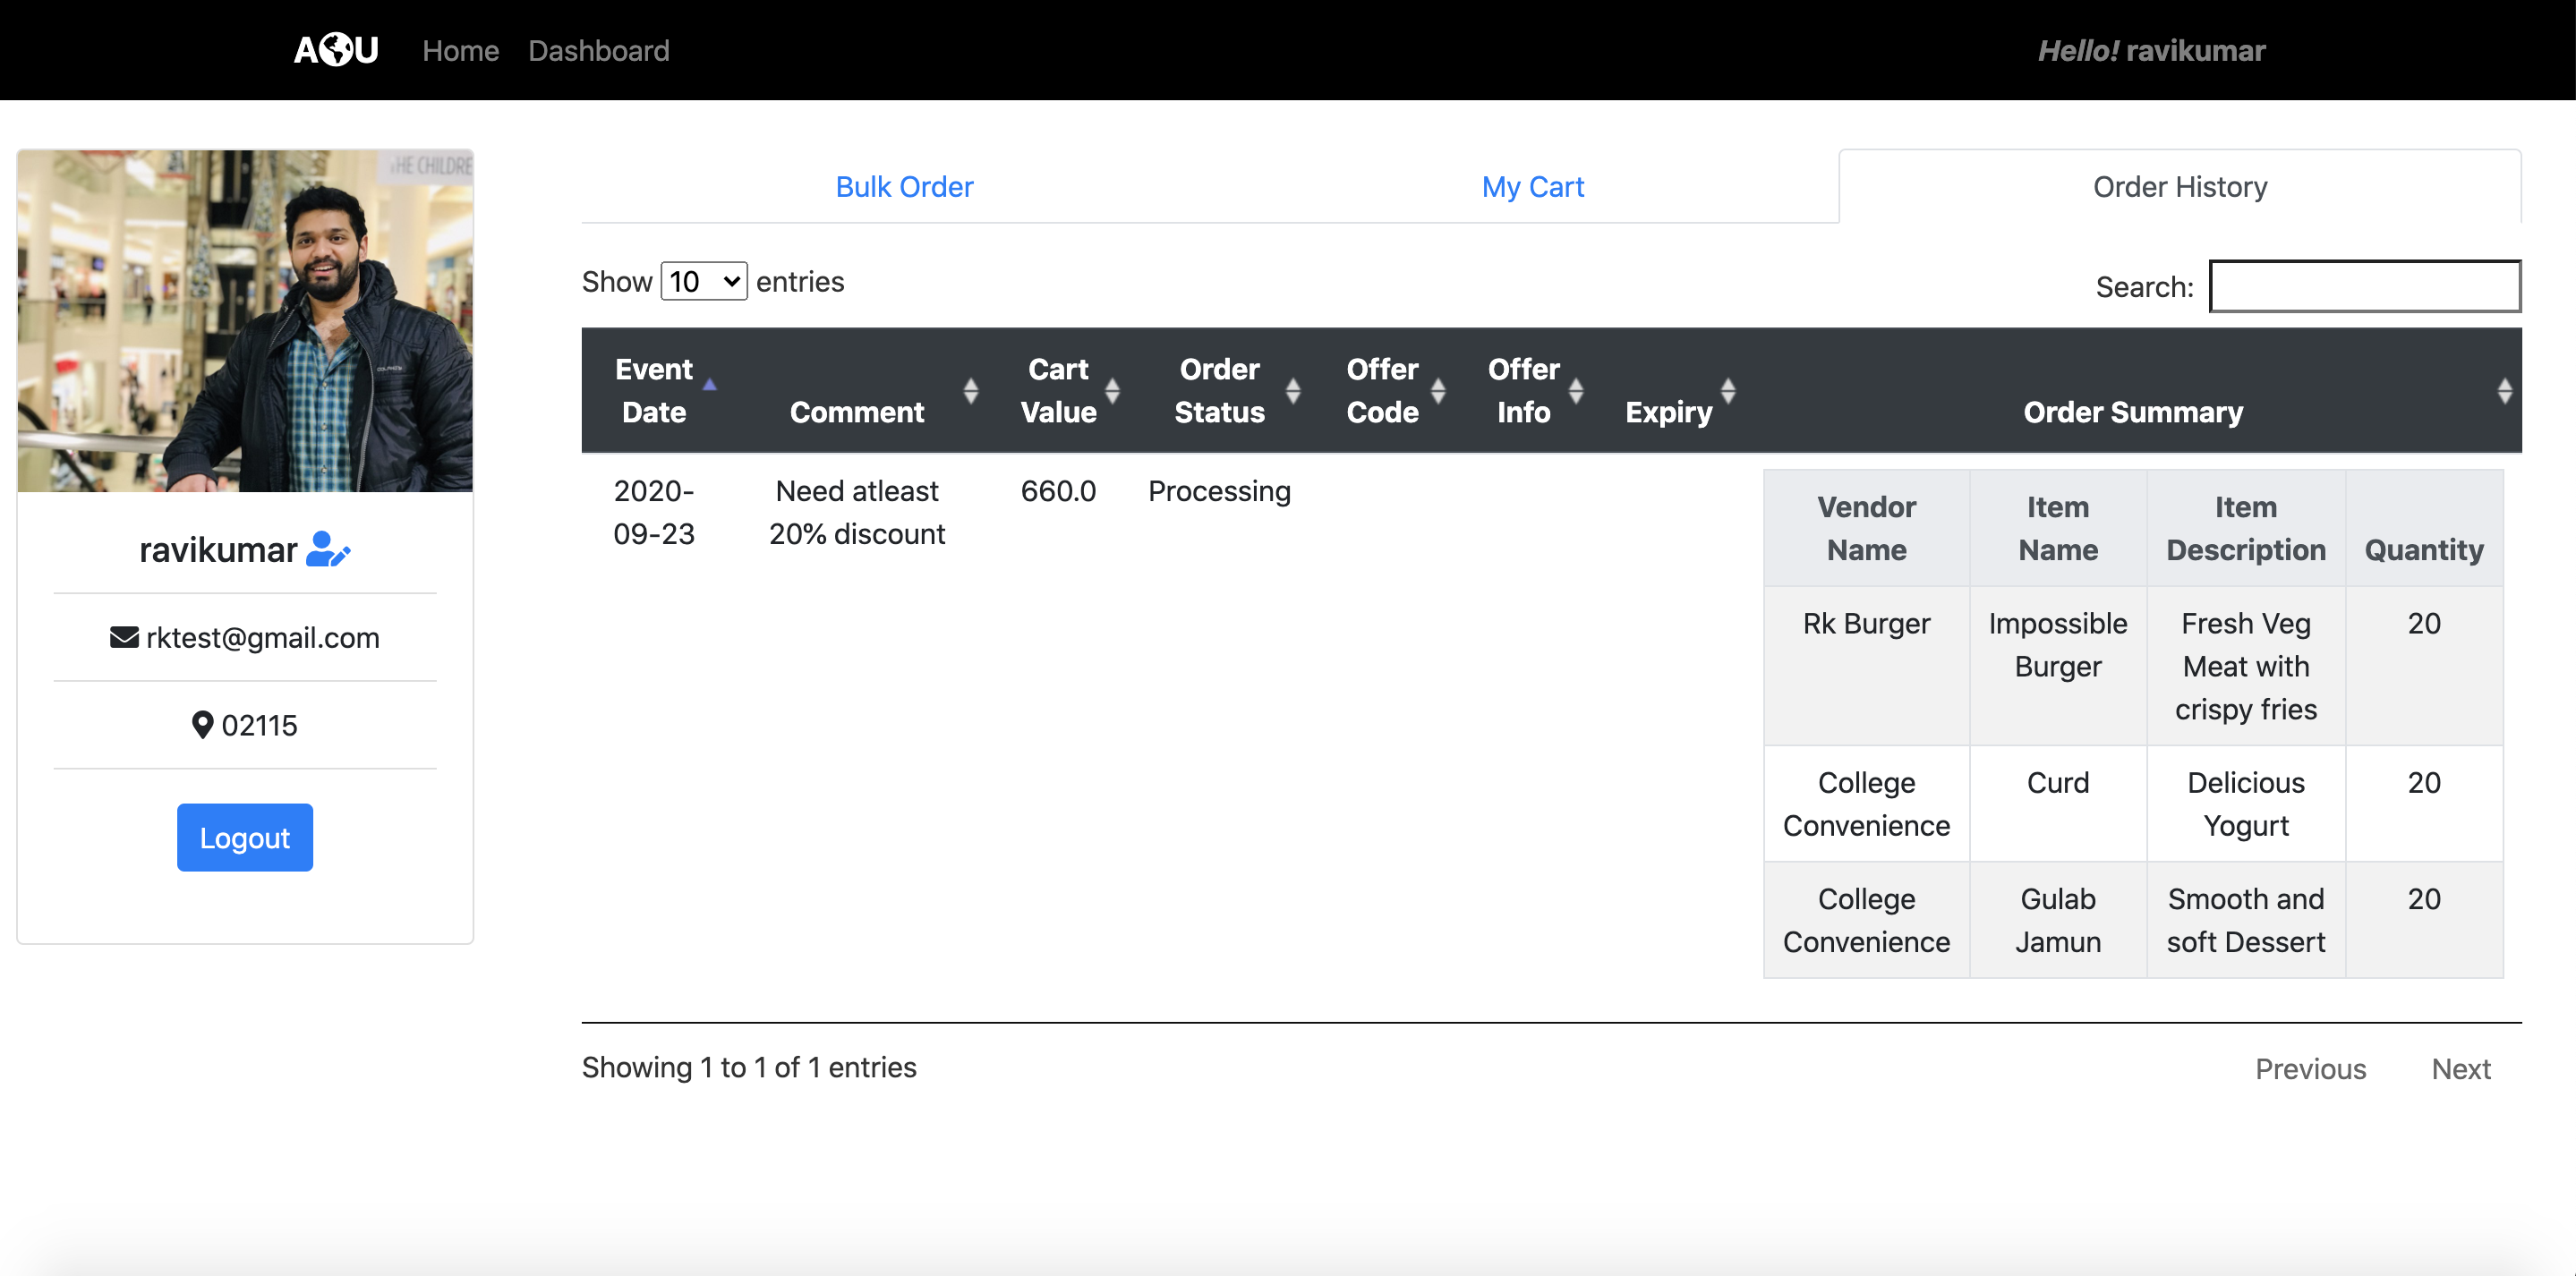 A U Home Dashboard Hello! ravikumar
THE CHILDRE
ravikumar
rktest@gmail.com
02115
Logout
Bulk Order My Cart Order History
Show 10 entries Search:
Event Date Comment Cart Value Order Status Offer Code Offer Info Expiry Order Summary
2020-09-23 Need atleast 20% discount 660.0 Processing
Vendor Name Item Name Item Description Quantity
Rk Burger Impossible Burger Fresh Veg Meat with crispy fries 20
College Convenience Curd Delicious Yogurt 20
College Convenience Gulab Jamun Smooth and soft Dessert 20
Showing 1 to 1 of 1 entries Previous Next